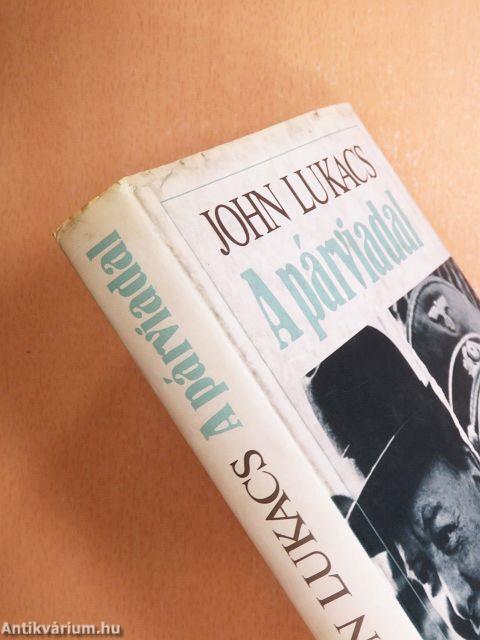 JOHN LUKACS
A párviadal
A párviadal
N LUKACS
Antikvárium.hu